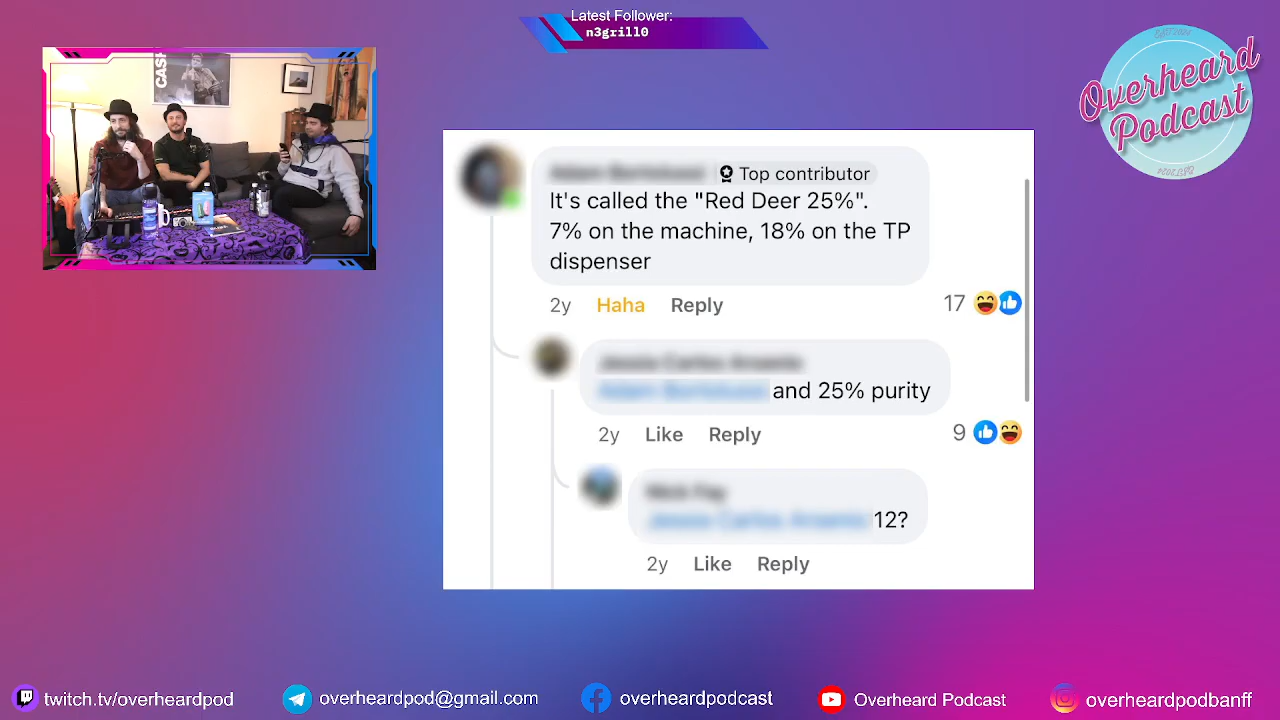 Latest Follower:
n3grill0
CASH
Overheard
Podcast
Top contributor
It's called the "Red Deer 25%".
7% on the machine, 18% on the TP
dispenser
2y Haha Reply 17
and 25% purity
2y Like Reply 9
12?
2y Like Reply
twitch.tv/overheardpod
overheardpod@gmail.com
overheardpodcast
Overheard Podcast
overheardpodbanff